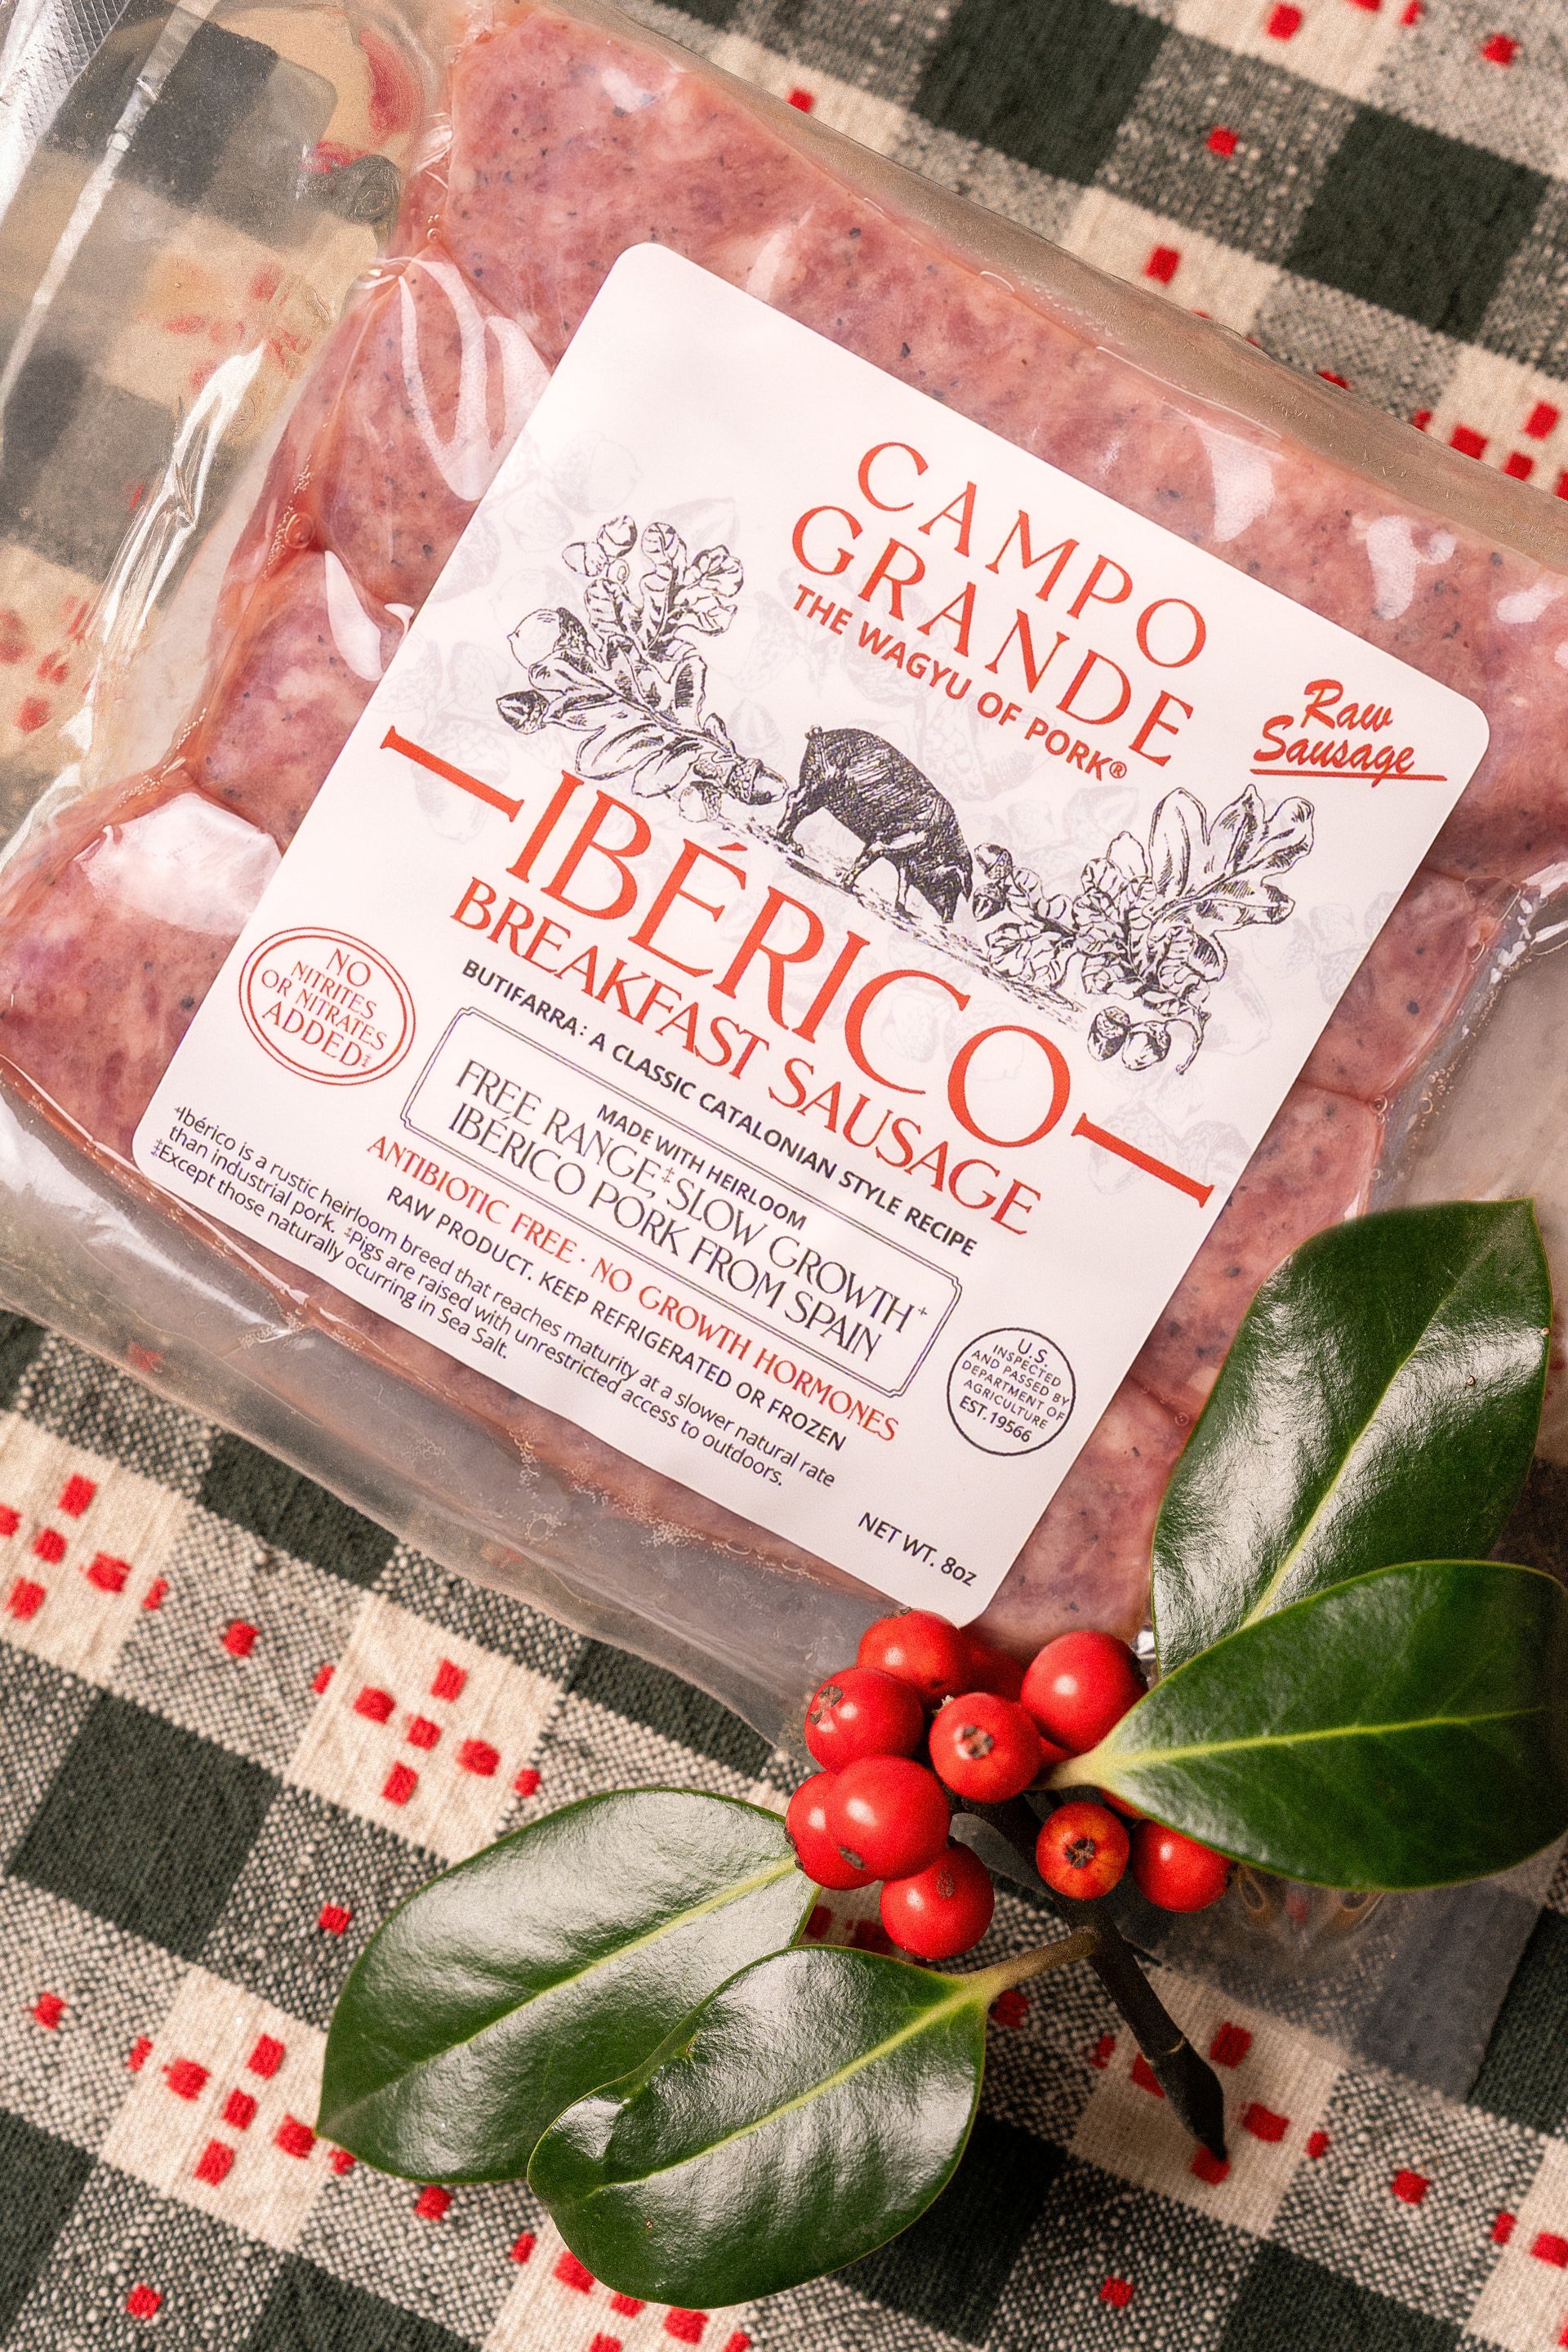 CAMPO
GRANDE
THE WAGYU OF PORK®
Raw
Sausage
IBÉRICO
BREAKFAST SAUSAGE
BUTIFARRA: A CLASSIC CATALONIAN STYLE RECIPE
NO
NITRITES
OR NITRATES
ADDED‡
MADE WITH HEIRLOOM
FREE RANGE,‡ SLOW GROWTH+
IBÉRICO PORK FROM SPAIN
ANTIBIOTIC FREE · NO GROWTH HORMONES
RAW PRODUCT. KEEP REFRIGERATED OR FROZEN
+Ibérico is a rustic heirloom breed that reaches maturity at a slower natural rate
than industrial pork. ‡Pigs are raised with unrestricted access to outdoors.
‡Except those naturally ocurring in Sea Salt.
U.S.
INSPECTED
AND PASSED BY
DEPARTMENT OF
AGRICULTURE
EST. 19566
NET WT. 8oz